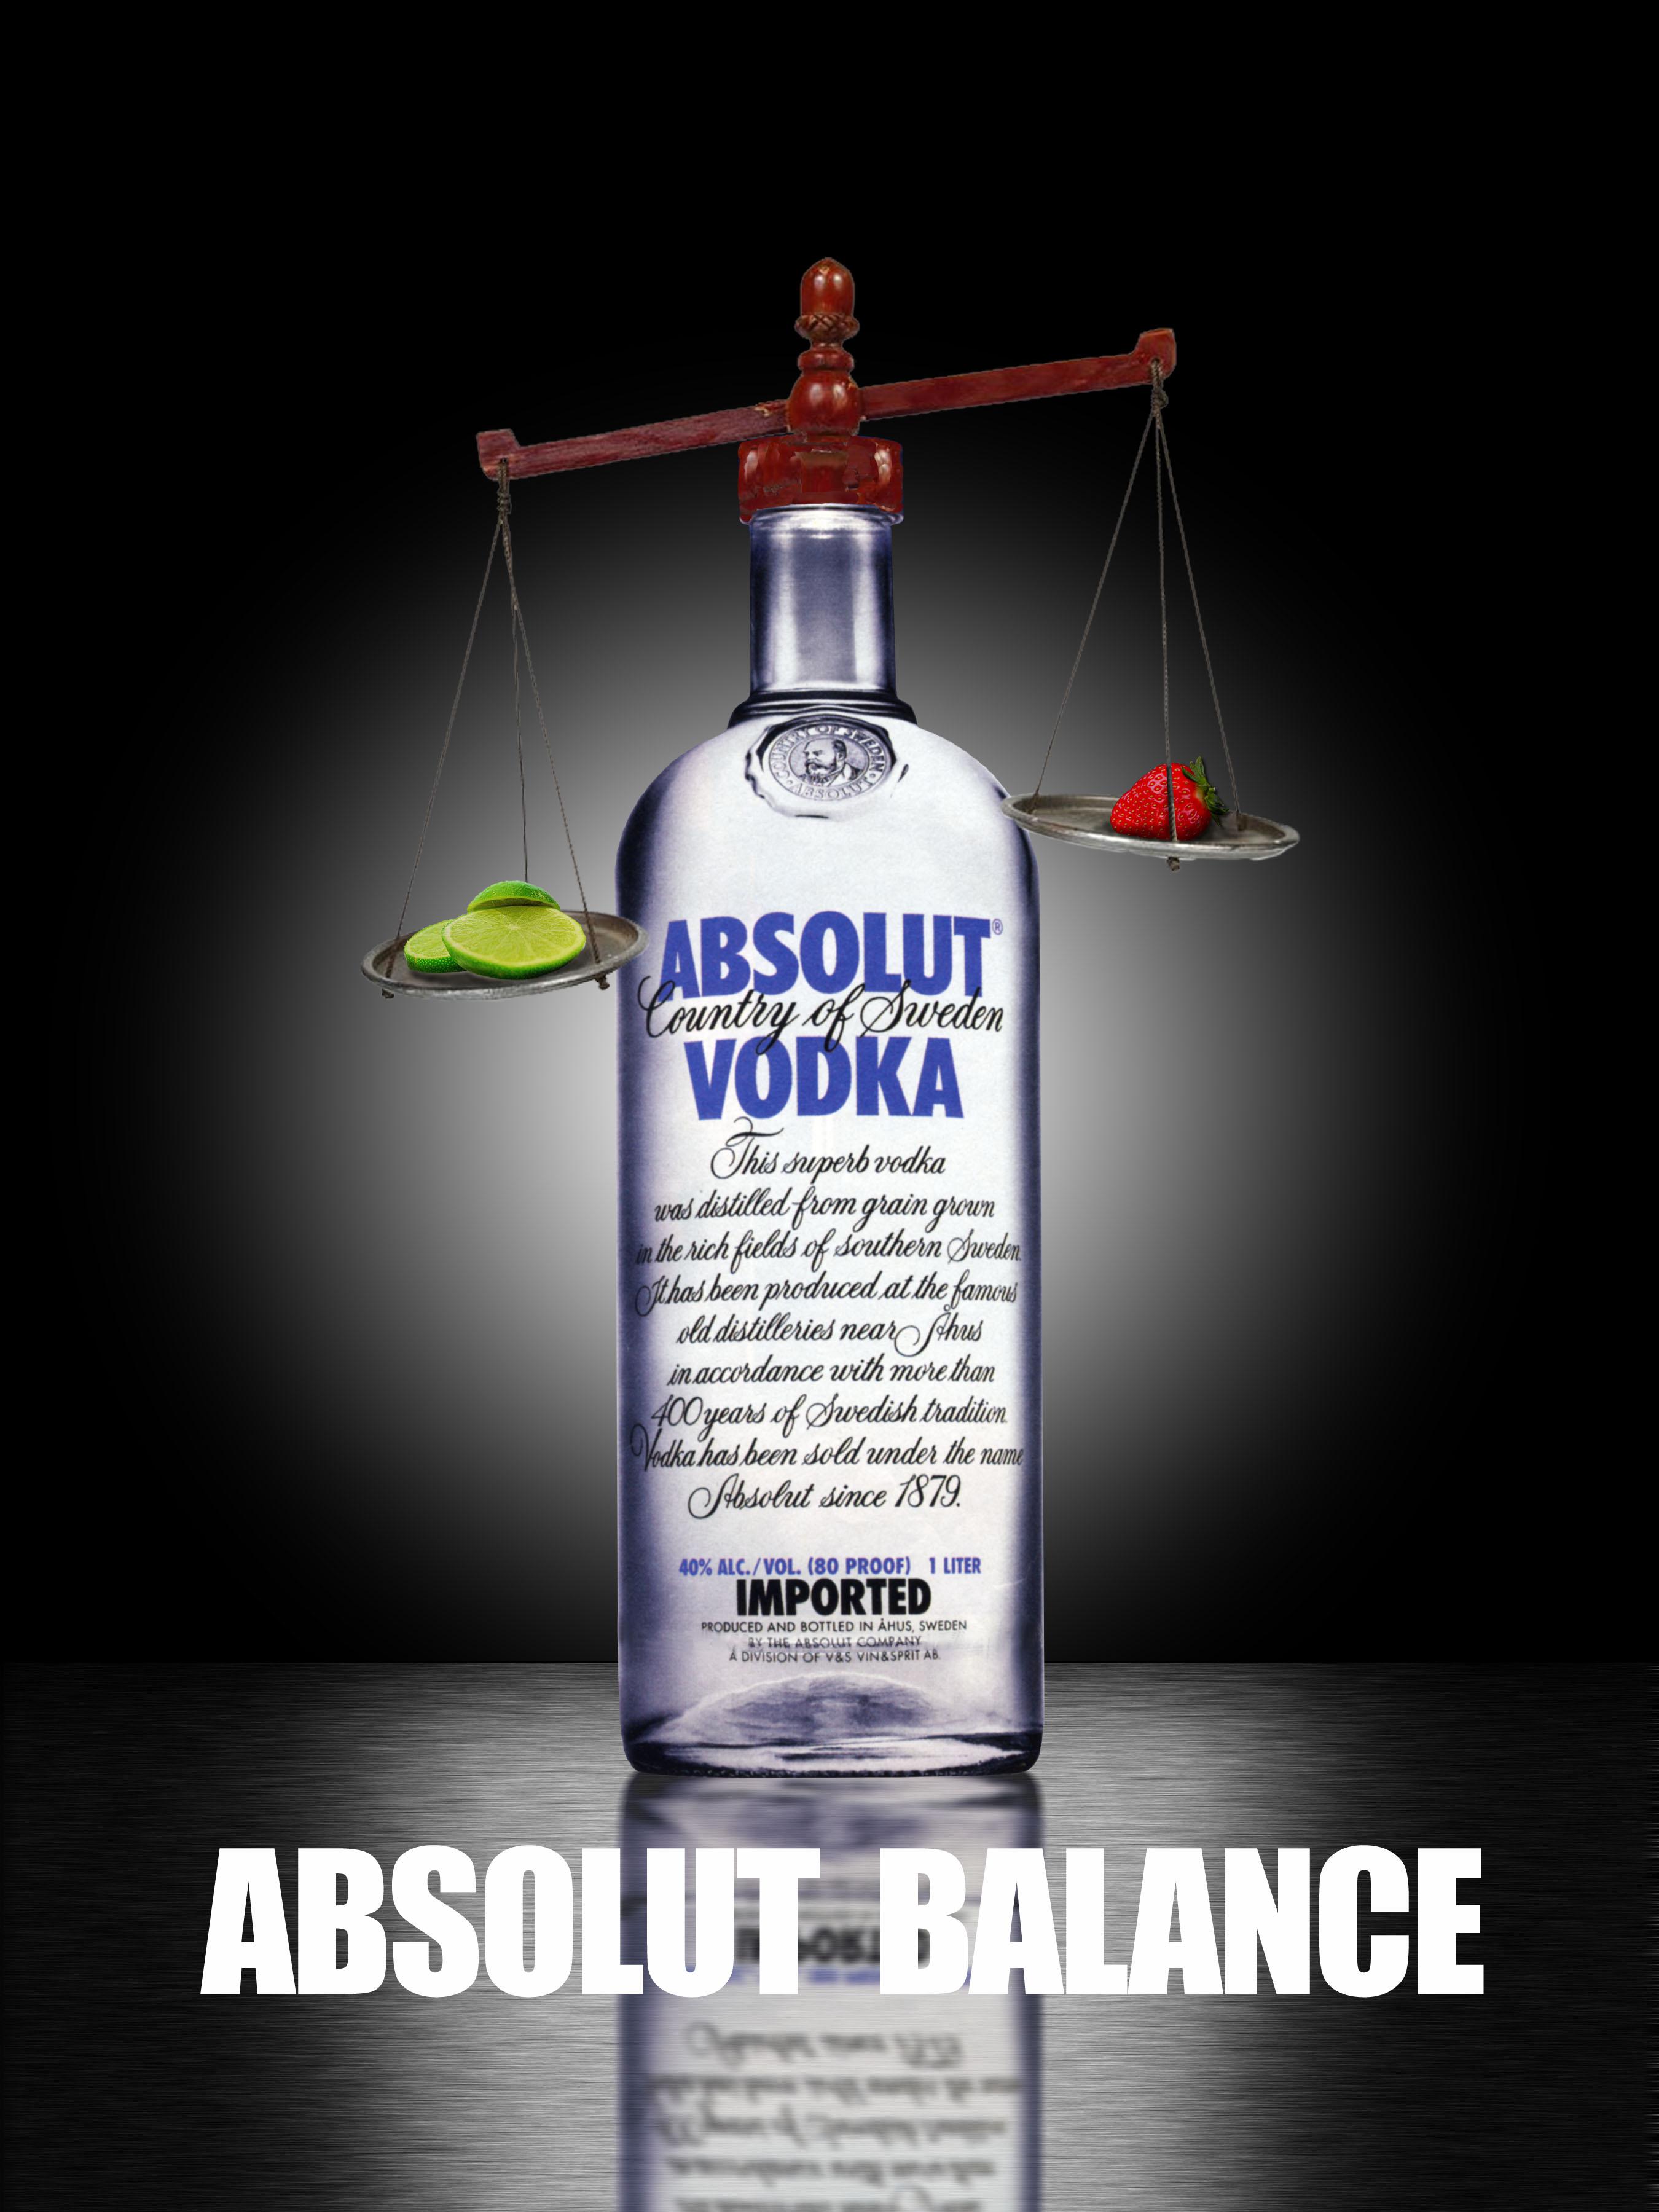 COUNTRY OF SWEDEN
ABSOLUT
ABSOLUT®
Country of Sweden
VODKA
This superb vodka
was distilled from grain grown
in the rich fields of southern Sweden.
It has been produced at the famous
old distilleries near Åhus
in accordance with more than
400 years of Swedish tradition.
Vodka has been sold under the name
Absolut since 1879.
40% ALC./VOL. (80 PROOF) 1 LITER
IMPORTED
PRODUCED AND BOTTLED IN ÅHUS, SWEDEN
BY THE ABSOLUT COMPANY
A DIVISION OF V&S VIN&SPRIT AB.
ABSOLUT BALANCE